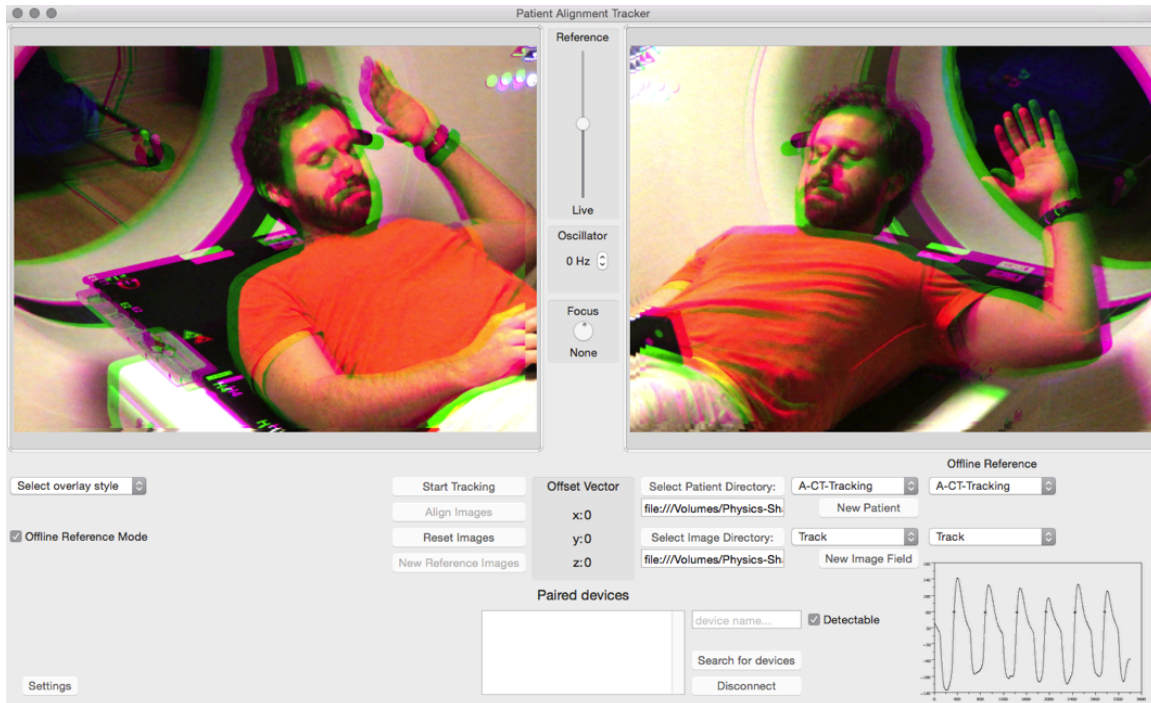 Patient Alignment Tracker
Reference
Live
Oscillator
0 Hz
Focus
None
Offline Reference
Select overlay style
Start Tracking
Offset Vector
Select Patient Directory:
A-CT-Tracking
A-CT-Tracking
Align Images
x:0
file:///Volumes/Physics-Sh
New Patient
Offline Reference Mode
Reset Images
y:0
Select Image Directory:
Track
Track
New Reference Images
z:0
file:///Volumes/Physics-Sh
New Image Field
Paired devices
device name...
Detectable
Search for devices
Settings
Disconnect